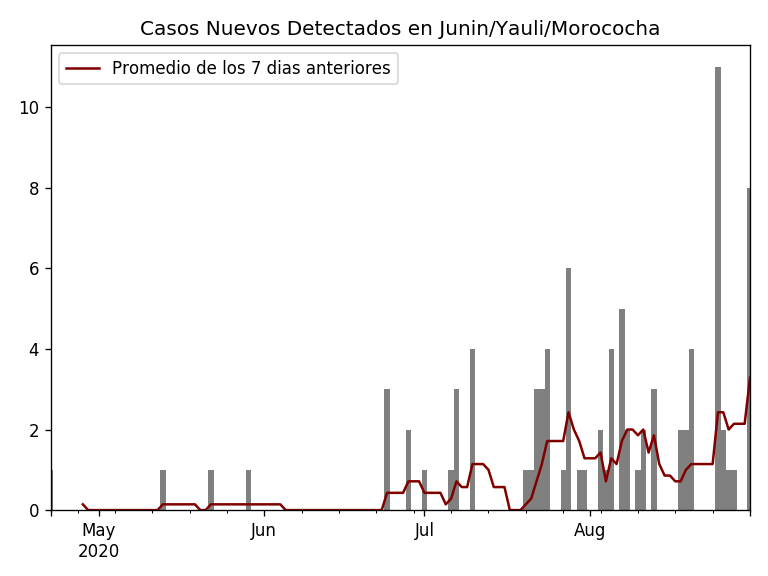 Casos Nuevos Detectados en Junin/Yauli/Morococha
Promedio de los 7 dias anteriores
10
8
6
4
2
0
May
2020
Jun
Jul
Aug